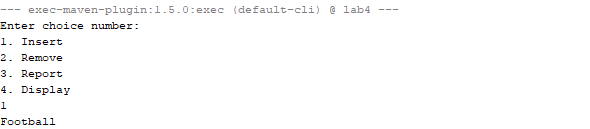 --- exec-maven-plugin:1.5.0:exec (default-cli) @ lab4 ---
Enter choice number:
1. Insert
2. Remove
3. Report
4. Display
1
Football